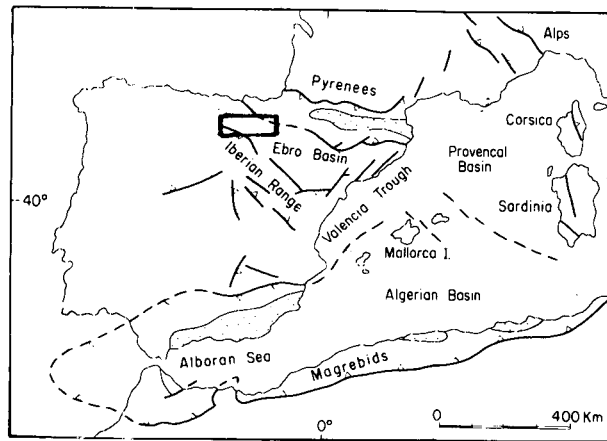 Alps
Pyrenees
Corsica
Ebro Basin
Provencal
Basin
Iberian Range
40°
Valencia Trough
Sardinia
Mallorca I.
Algerian Basin
Alboran Sea
Magrebids
0°
0 400 Km